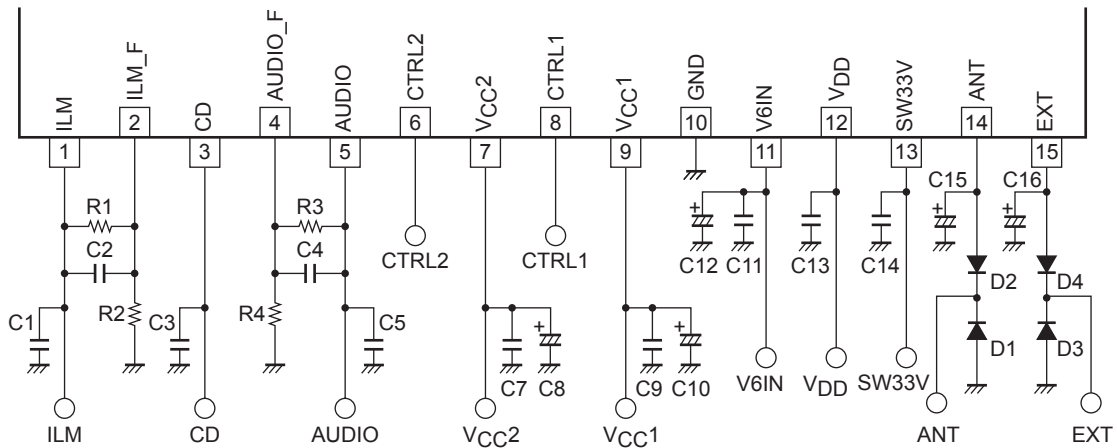 ILM
ILM_F
CD
AUDIO_F
AUDIO
CTRL2
VCC2
CTRL1
VCC1
GND
V6IN
VDD
SW33V
ANT
EXT
1
2
3
4
5
6
7
8
9
10
11
12
13
14
15
R1
C2
R2
C1
C3
R3
C4
R4
C5
CTRL2
CTRL1
+
C7
C8
+
C9
C10
+
C12
C11
C13
C14
C15
+
C16
+
D2
D1
D4
D3
ILM
CD
AUDIO
VCC2
VCC1
V6IN
VDD
SW33V
ANT
EXT